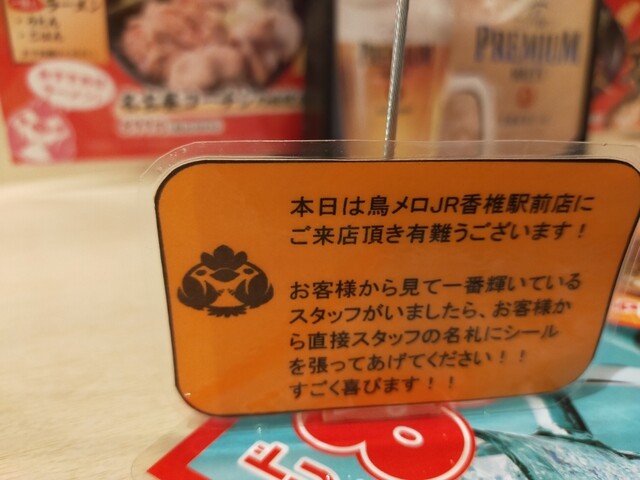 ラーメン
PREMIUM
本日は鳥メロJR香椎駅前店に
ご来店頂き有難うございます!
お客様から見て一番輝いている
スタッフがいましたら、お客様か
ら直接スタッフの名札にシール
を張ってあげてください!!
すごく喜びます!!